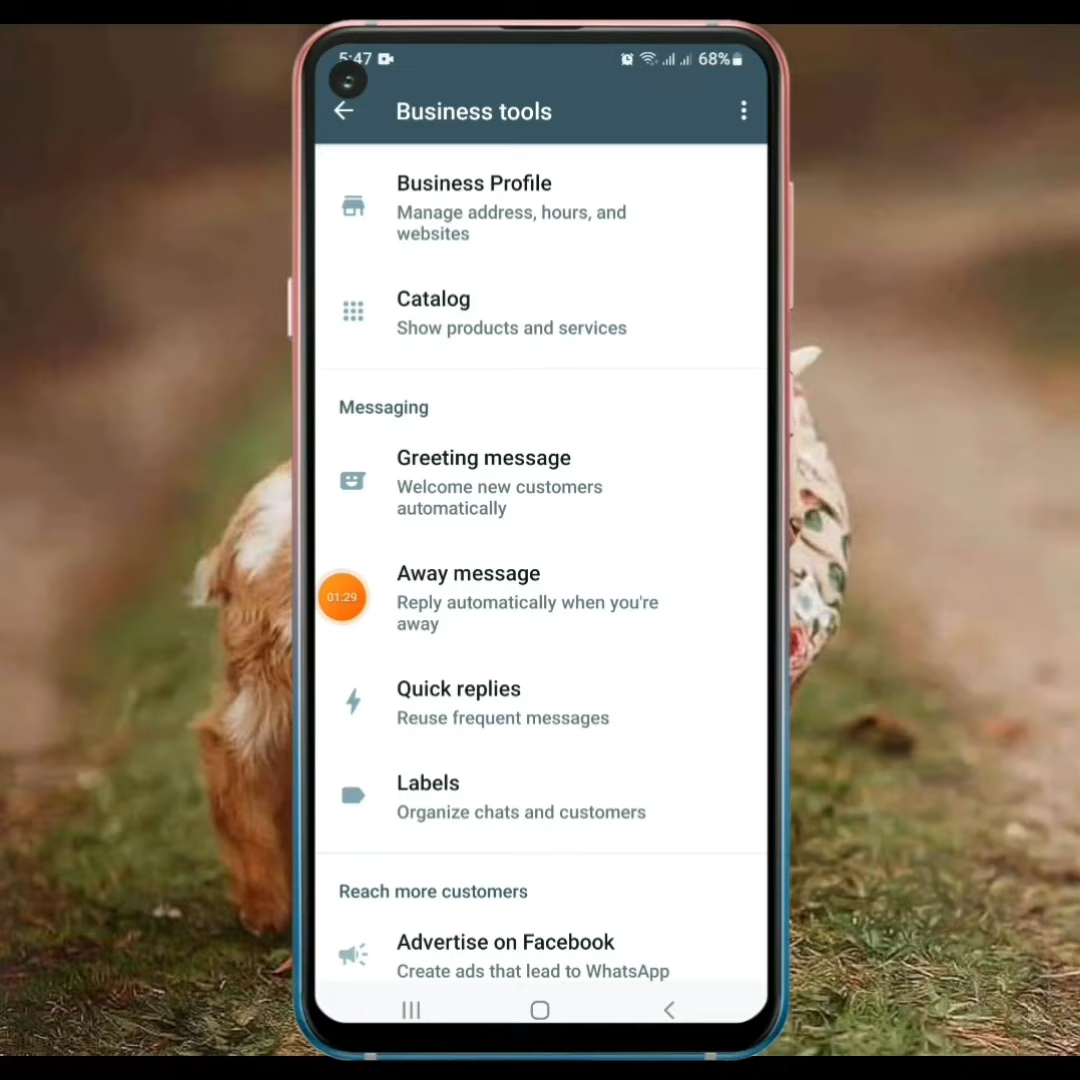 5:47 68%
Business tools
Business Profile
Manage address, hours, and
websites
Catalog
Show products and services
Messaging
Greeting message
Welcome new customers
automatically
Away message
01:29
Reply automatically when you're
away
Quick replies
Reuse frequent messages
Labels
Organize chats and customers
Reach more customers
Advertise on Facebook
Create ads that lead to WhatsApp